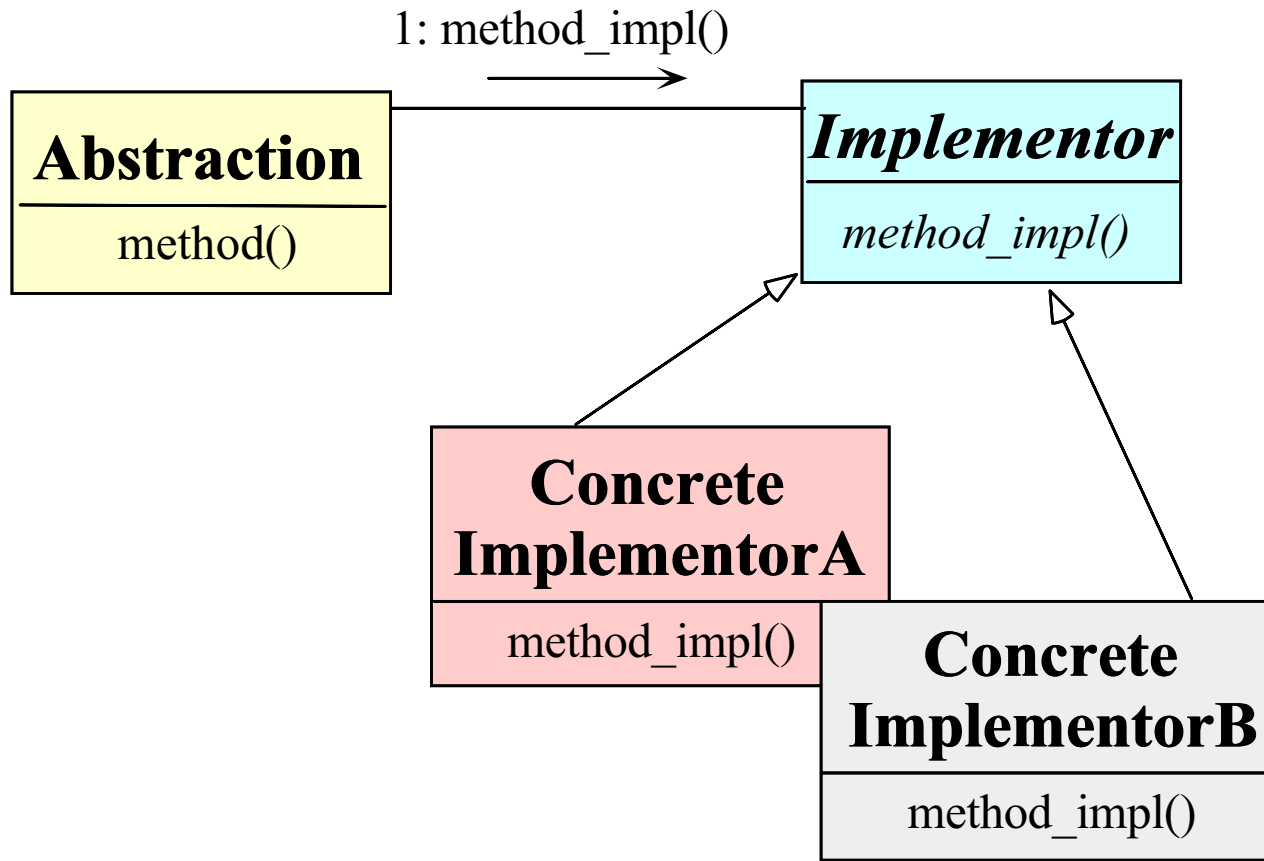 1: method_impl()
Abstraction
method()
Implementor
method_impl()
Concrete
ImplementorA
method_impl()
Concrete
ImplementorB
method_impl()